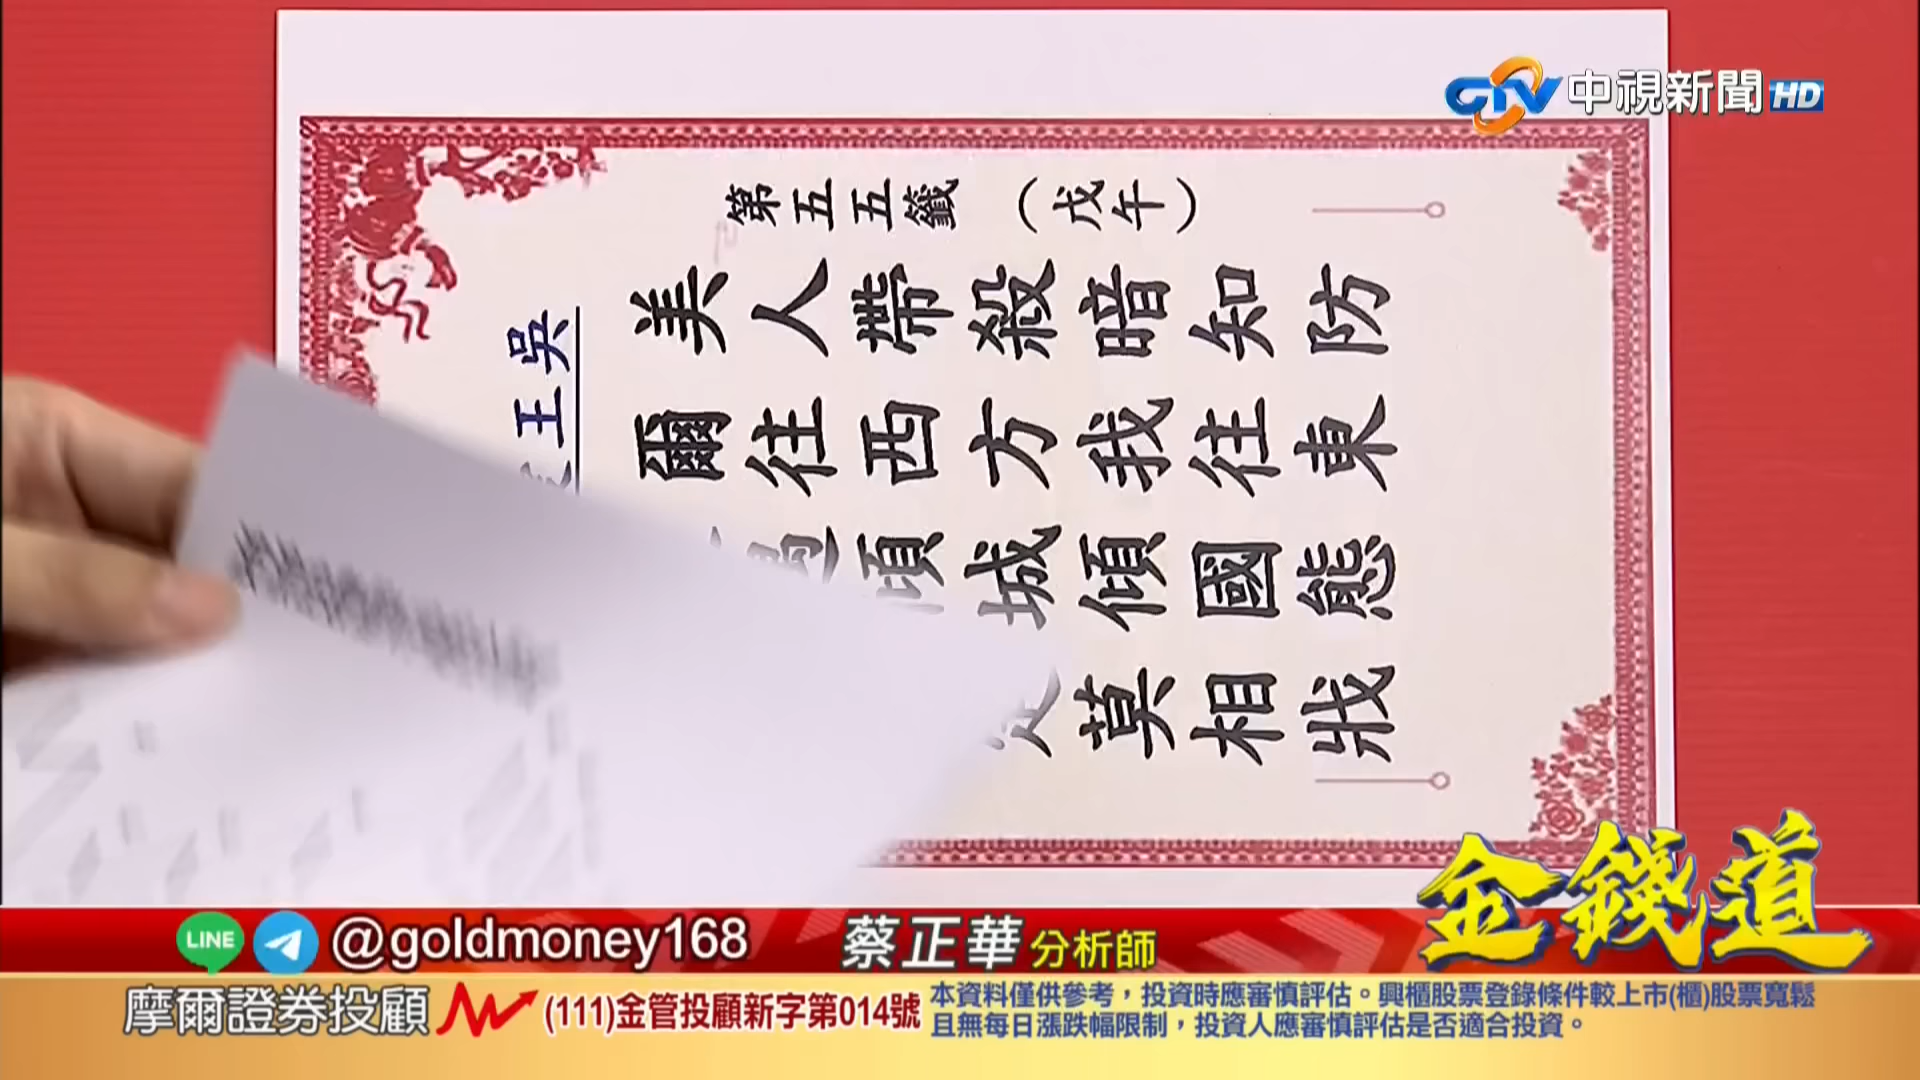 中視新聞HD
第五五籤（戊午）
美人帶殺暗知防
爾往西方我往東
傾城傾國態
莫相戕
吳王
金錢道
LINE @goldmoney168 蔡正華 分析師
摩爾證券投顧 (111)金管投顧新字第014號
本資料僅供參考，投資時應審慎評估。興櫃股票登錄條件較上市(櫃)股票寬鬆
且無每日漲跌幅限制，投資人應審慎評估是否適合投資。